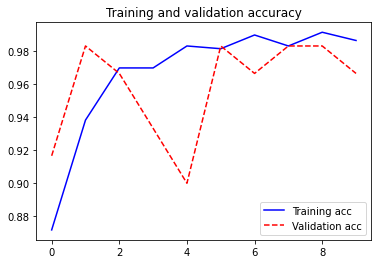 Training and validation accuracy
0.98
0.96
0.94
0.92
0.90
0.88
0 2 4 6 8
Training acc
Validation acc